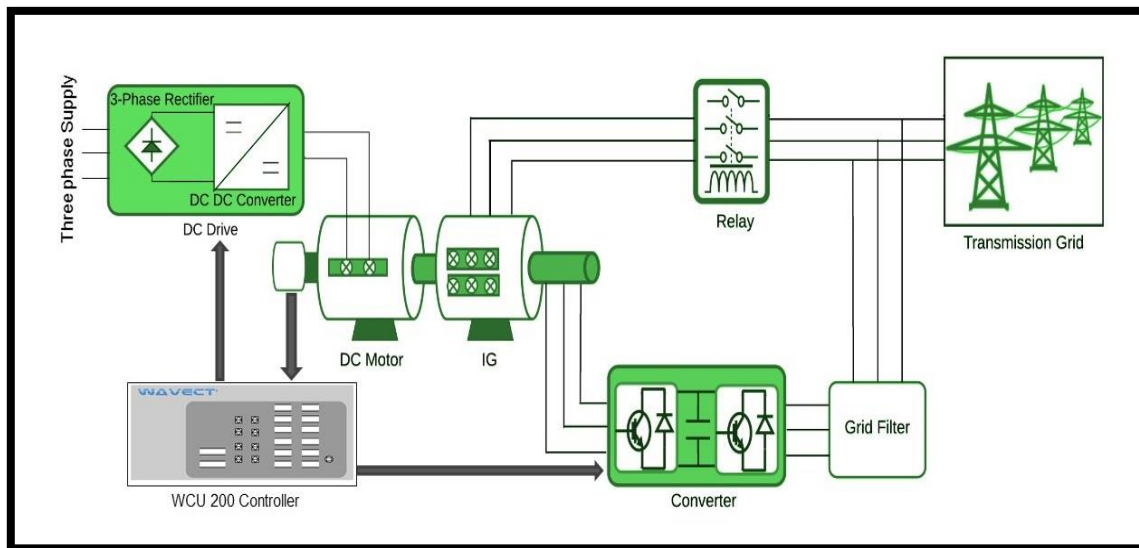 Three phase Supply
3-Phase Rectifier
DC DC Converter
DC Drive
Relay
Transmission Grid
DC Motor
IG
WAVECT
WCU 200 Controller
Converter
Grid Filter